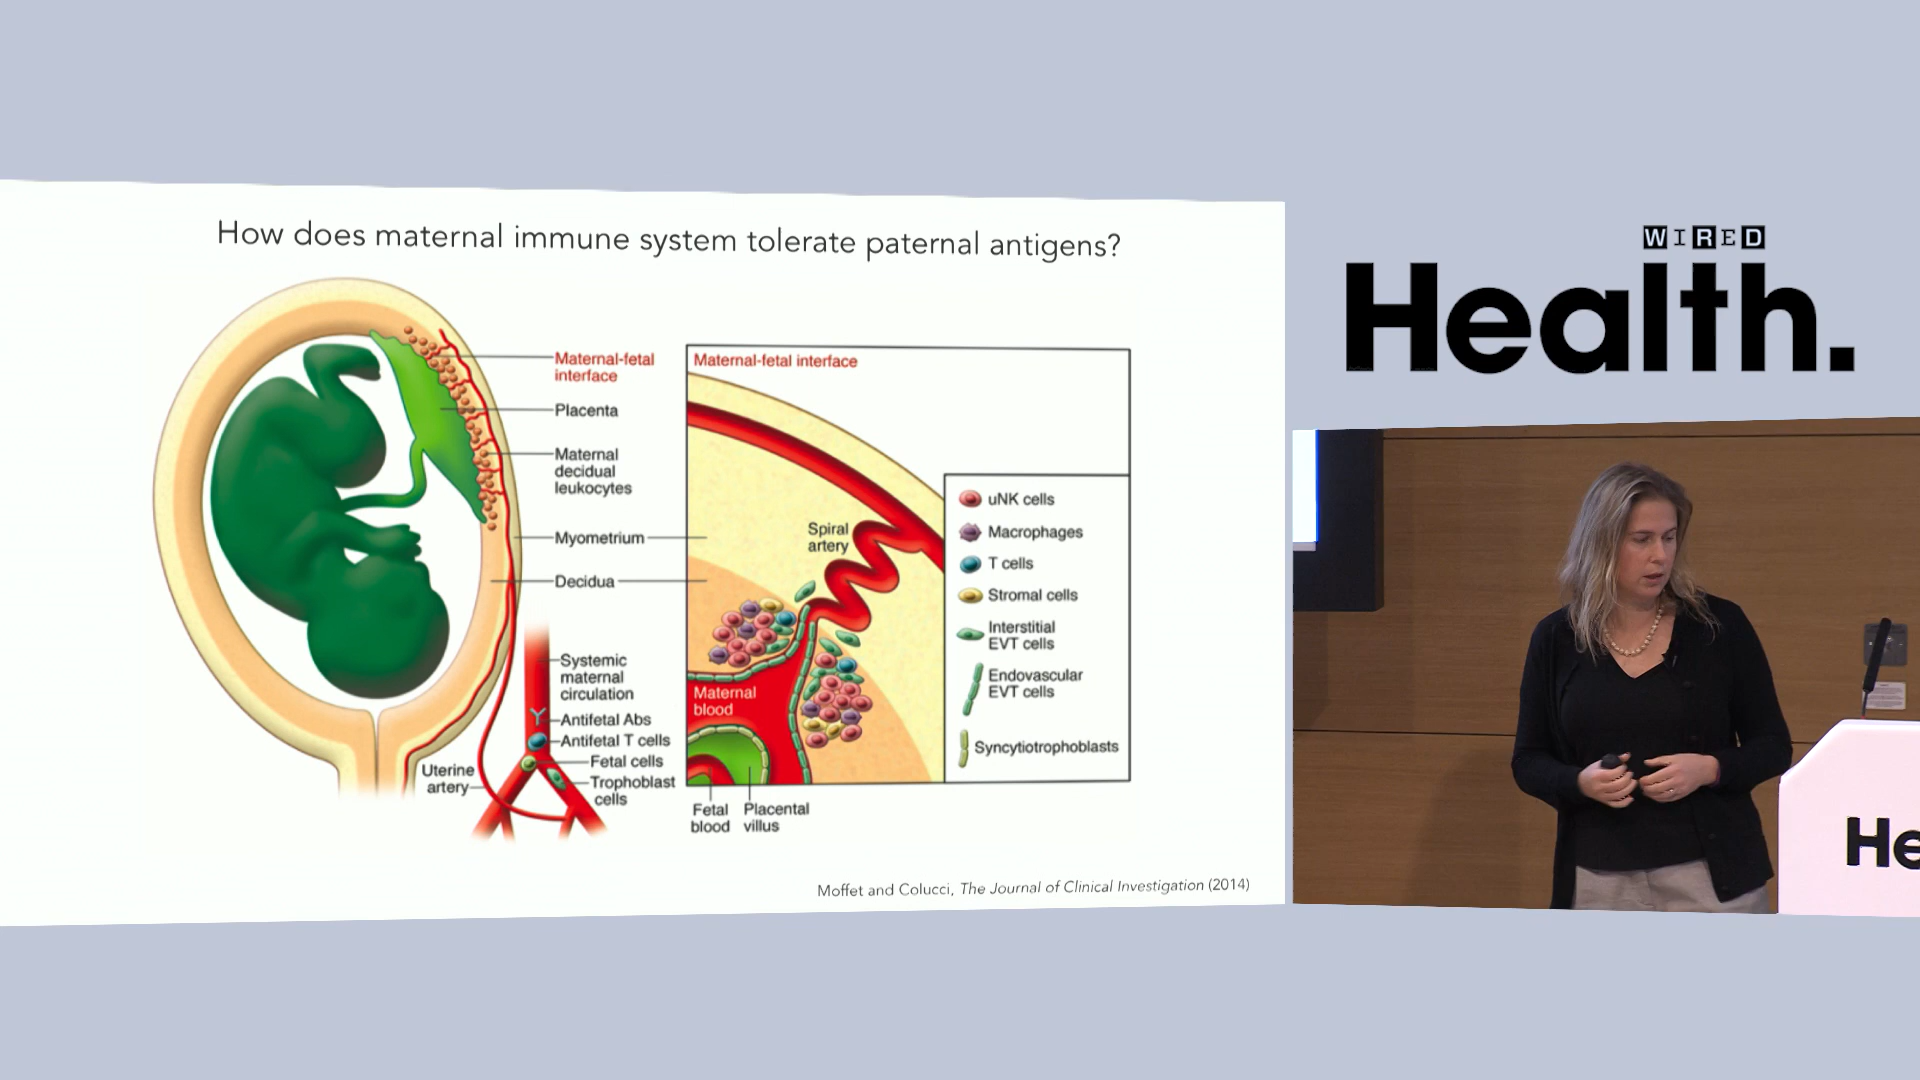 How does maternal immune system tolerate paternal antigens?
Maternal-fetal
interface
Placenta
Maternal
decidual
leukocytes
Myometrium
Decidua
Systemic
maternal
circulation
Antifetal Abs
Antifetal T cells
Fetal cells
Trophoblast
cells
Uterine
artery
Maternal-fetal interface
Spiral
artery
Maternal
blood
Fetal
blood
Placental
villus
uNK cells
Macrophages
T cells
Stromal cells
Interstitial
EVT cells
Endovascular
EVT cells
Syncytiotrophoblasts
Moffet and Colucci, The Journal of Clinical Investigation (2014)
WIRED
Health.
He